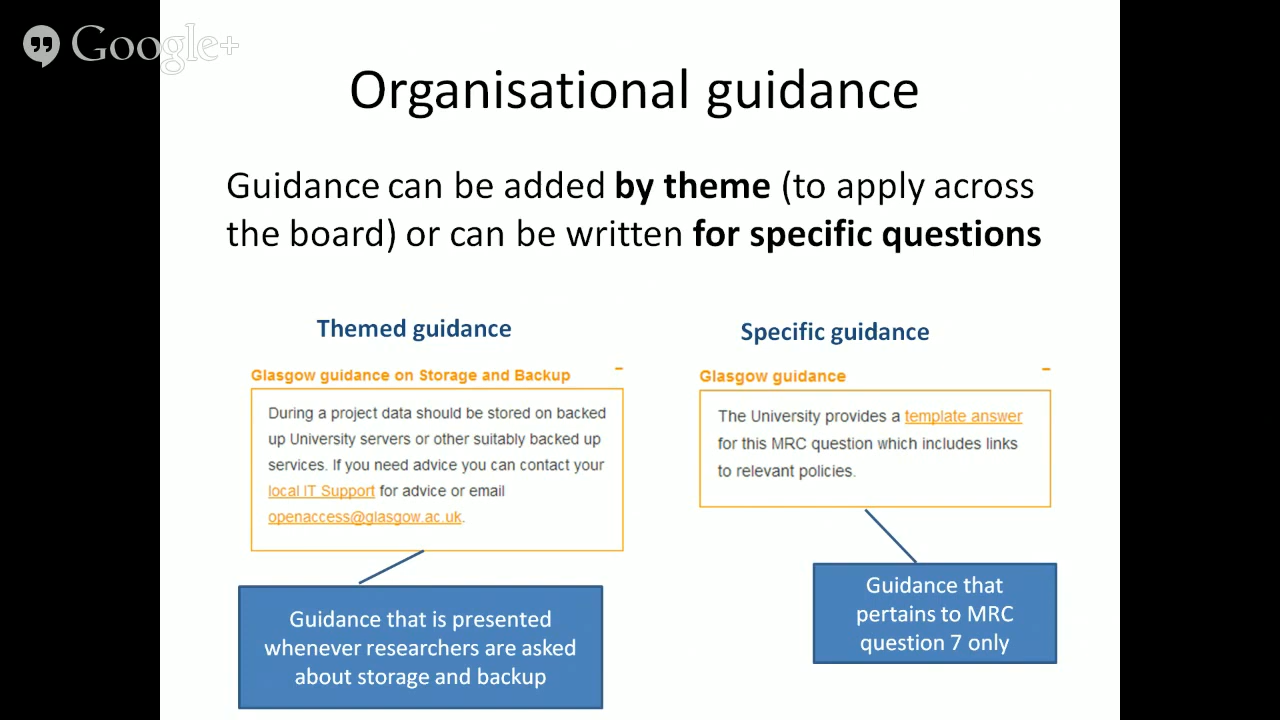 Google+
Organisational guidance
Guidance can be added by theme (to apply across
the board) or can be written for specific questions
Themed guidance
Glasgow guidance on Storage and Backup
During a project data should be stored on backed
up University servers or other suitably backed up
services. If you need advice you can contact your
local IT Support for advice or email
openaccess@glasgow.ac.uk.
Guidance that is presented
whenever researchers are asked
about storage and backup
Specific guidance
Glasgow guidance
The University provides a template answer
for this MRC question which includes links
to relevant policies.
Guidance that
pertains to MRC
question 7 only